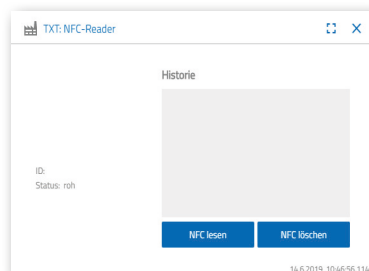 TXT: NFC-Reader
Historie
ID:
Status: roh
NFC lesen
NFC löschen
14.6.2019, 10:46:56.114